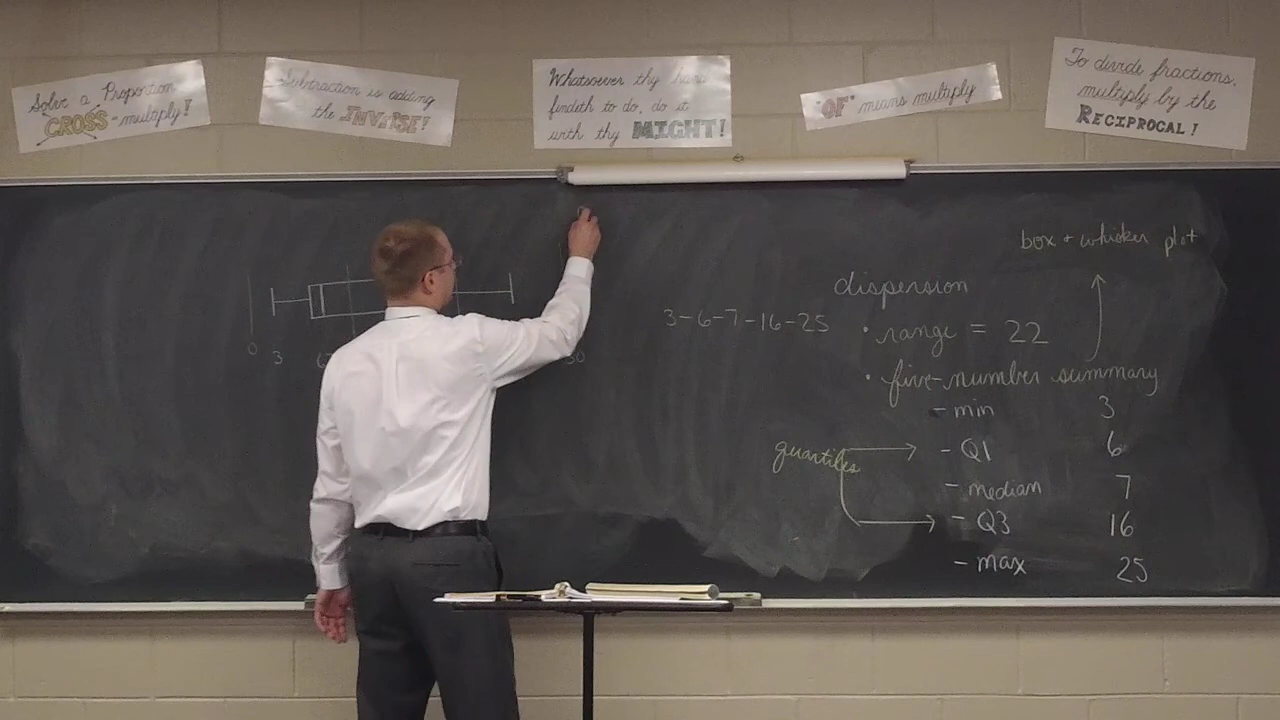 Solve a Proportion
"CROSS"-multiply!
Subtraction is adding
the INVERSE!
Whatsoever thy hand
findeth to do, do it
with thy MIGHT!
"OF" means multiply
To divide fractions,
multiply by the
RECIPROCAL!
box + whisker plot
dispersion
3-6-7-16-25
• range = 22
• five-number summary
- min 3
quartiles
- Q1 6
- median 7
- Q3 16
- max 25
0 3
30